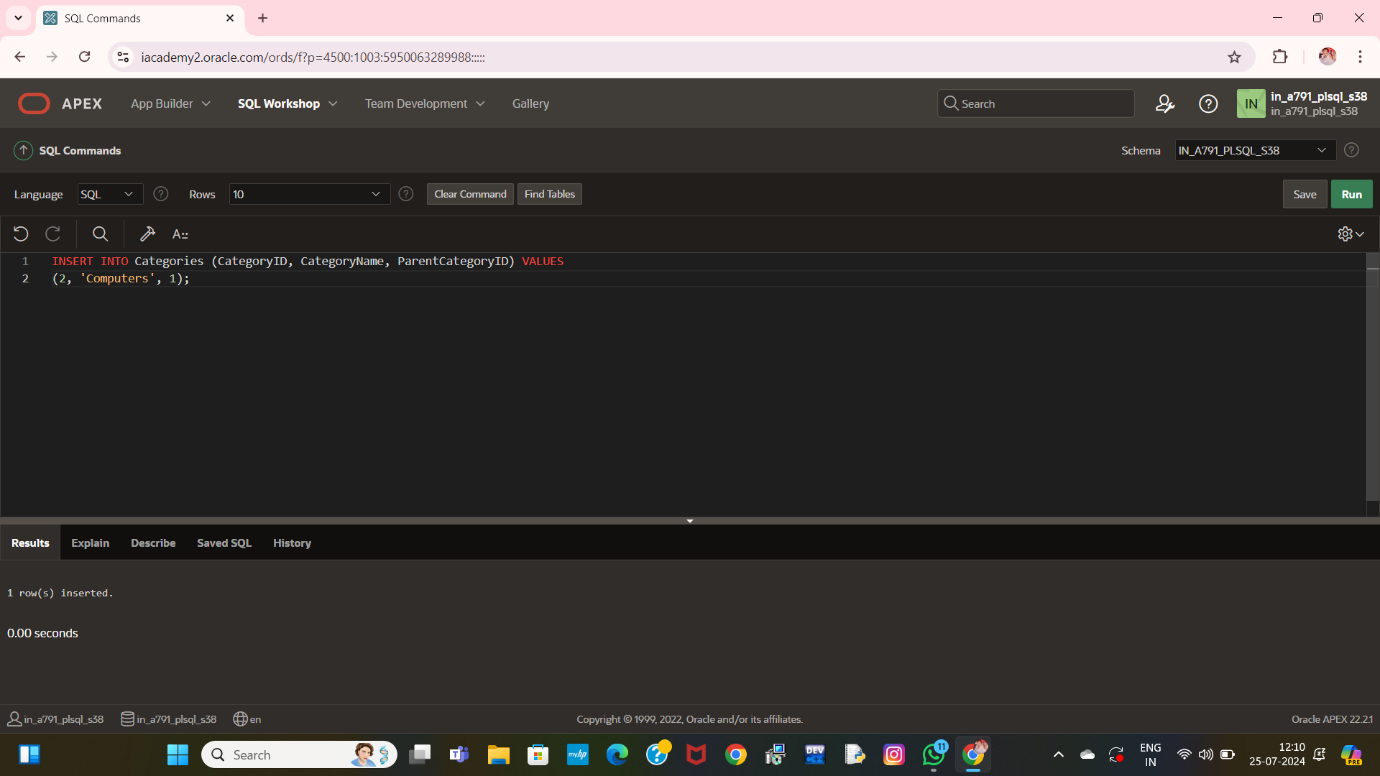 SQL Commands
iacademy2.oracle.com/ords/f?p=4500:1003:5950063289988:::::
APEX App Builder SQL Workshop Team Development Gallery Search IN in_a791_plsql_s38
in_a791_plsql_s38
SQL Commands Schema IN_A791_PLSQL_S38
Language SQL Rows 10 Clear Command Find Tables Save Run
1 INSERT INTO Categories (CategoryID, CategoryName, ParentCategoryID) VALUES
2 (2, 'Computers', 1);
Results Explain Describe Saved SQL History
1 row(s) inserted.
0.00 seconds
in_a791_plsql_s38 in_a791_plsql_s38 en Copyright © 1999, 2022, Oracle and/or its affiliates. Oracle APEX 22.2.1
Search myhp DEV 11 ENG 12:10 PRE
IN 25-07-2024